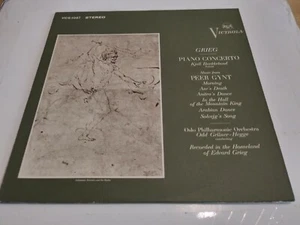 STEREO
RCA
VICTROLA
GRIEG
PIANO CONCERTO
Kjell Baekkelund
Music from
PEER GYNT
Morning
Ase's Death
Anitra's Dance
In the Hall
of the Mountain King
Arabian Dance
Solvejg's Song
Oslo Philharmonic Orchestra
Odd Grüner-Hegge
conducting
Recorded in the Homeland
of Edvard Grieg